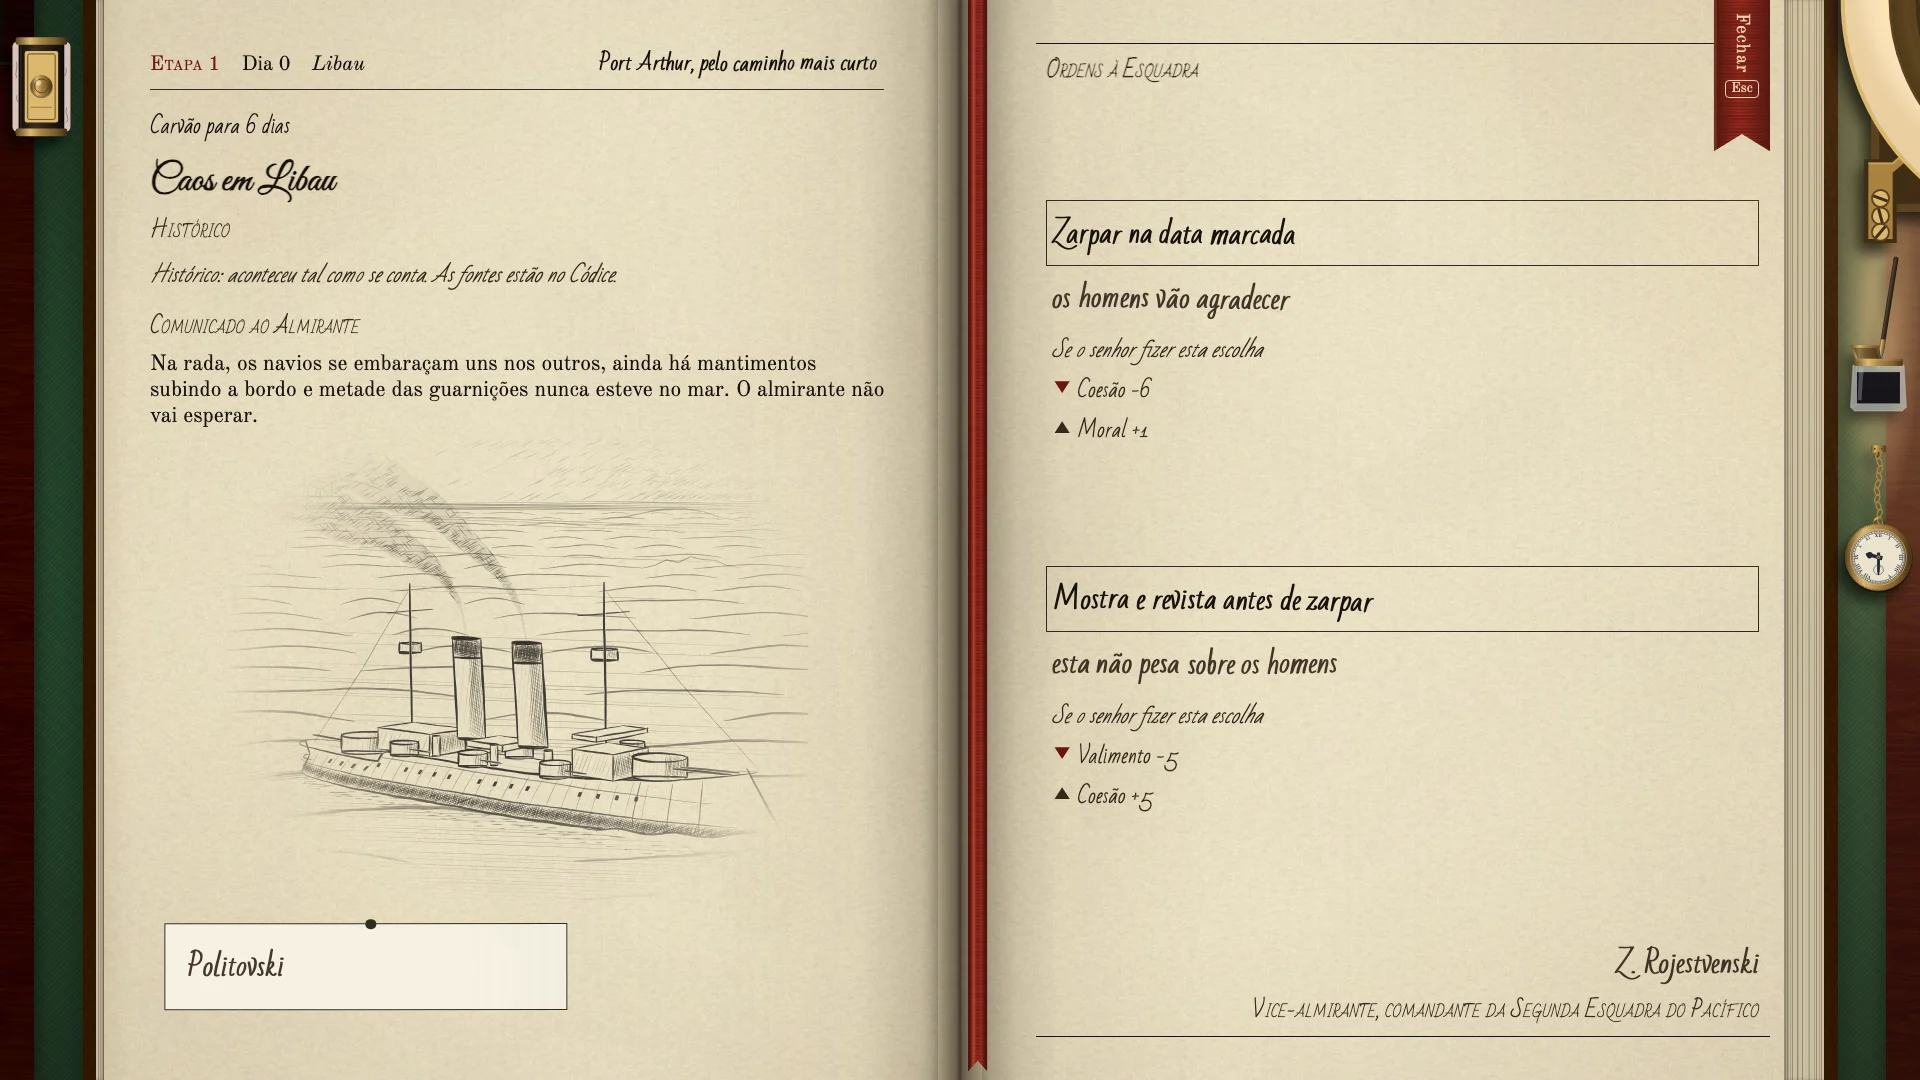 Etapa 1 Dia 0 Libau Port Arthur, pelo caminho mais curto
Carvão para 6 dias
Caos em Libau
Histórico
Histórico: aconteceu tal como se conta. As fontes estão no Códice.
Comunicado ao Almirante
Na rada, os navios se embaraçam uns nos outros, ainda há mantimentos
subindo a bordo e metade das guarnições nunca esteve no mar. O almirante não
vai esperar.
Politovski
Fechar
Esc
Ordens à Esquadra
Zarpar na data marcada
os homens vão agradecer
Se o senhor fizer esta escolha
▼ Coesão -6
▲ Moral +1
Mostra e revista antes de zarpar
esta não pesa sobre os homens
Se o senhor fizer esta escolha
▼ Valimento -5
▲ Coesão +5
Z. Rojestvenski
Vice-almirante, comandante da Segunda Esquadra do Pacífico